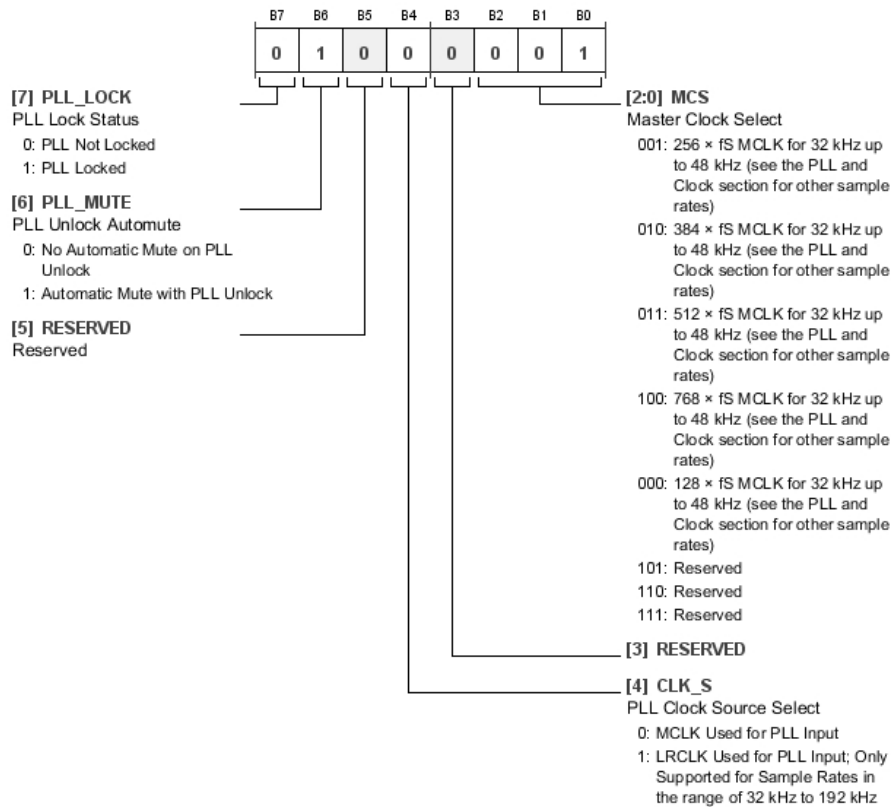 B7 B6 B5 B4 B3 B2 B1 B0
0 1 0 0 0 0 0 1
[7] PLL_LOCK
PLL Lock Status
0: PLL Not Locked
1: PLL Locked
[6] PLL_MUTE
PLL Unlock Automute
0: No Automatic Mute on PLL
Unlock
1: Automatic Mute with PLL Unlock
[5] RESERVED
Reserved
[2:0] MCS
Master Clock Select
001: 256 × fS MCLK for 32 kHz up
to 48 kHz (see the PLL and
Clock section for other sample
rates)
010: 384 × fS MCLK for 32 kHz up
to 48 kHz (see the PLL and
Clock section for other sample
rates)
011: 512 × fS MCLK for 32 kHz up
to 48 kHz (see the PLL and
Clock section for other sample
rates)
100: 768 × fS MCLK for 32 kHz up
to 48 kHz (see the PLL and
Clock section for other sample
rates)
000: 128 × fS MCLK for 32 kHz up
to 48 kHz (see the PLL and
Clock section for other sample
rates)
101: Reserved
110: Reserved
111: Reserved
[3] RESERVED
[4] CLK_S
PLL Clock Source Select
0: MCLK Used for PLL Input
1: LRCLK Used for PLL Input; Only
Supported for Sample Rates in
the range of 32 kHz to 192 kHz